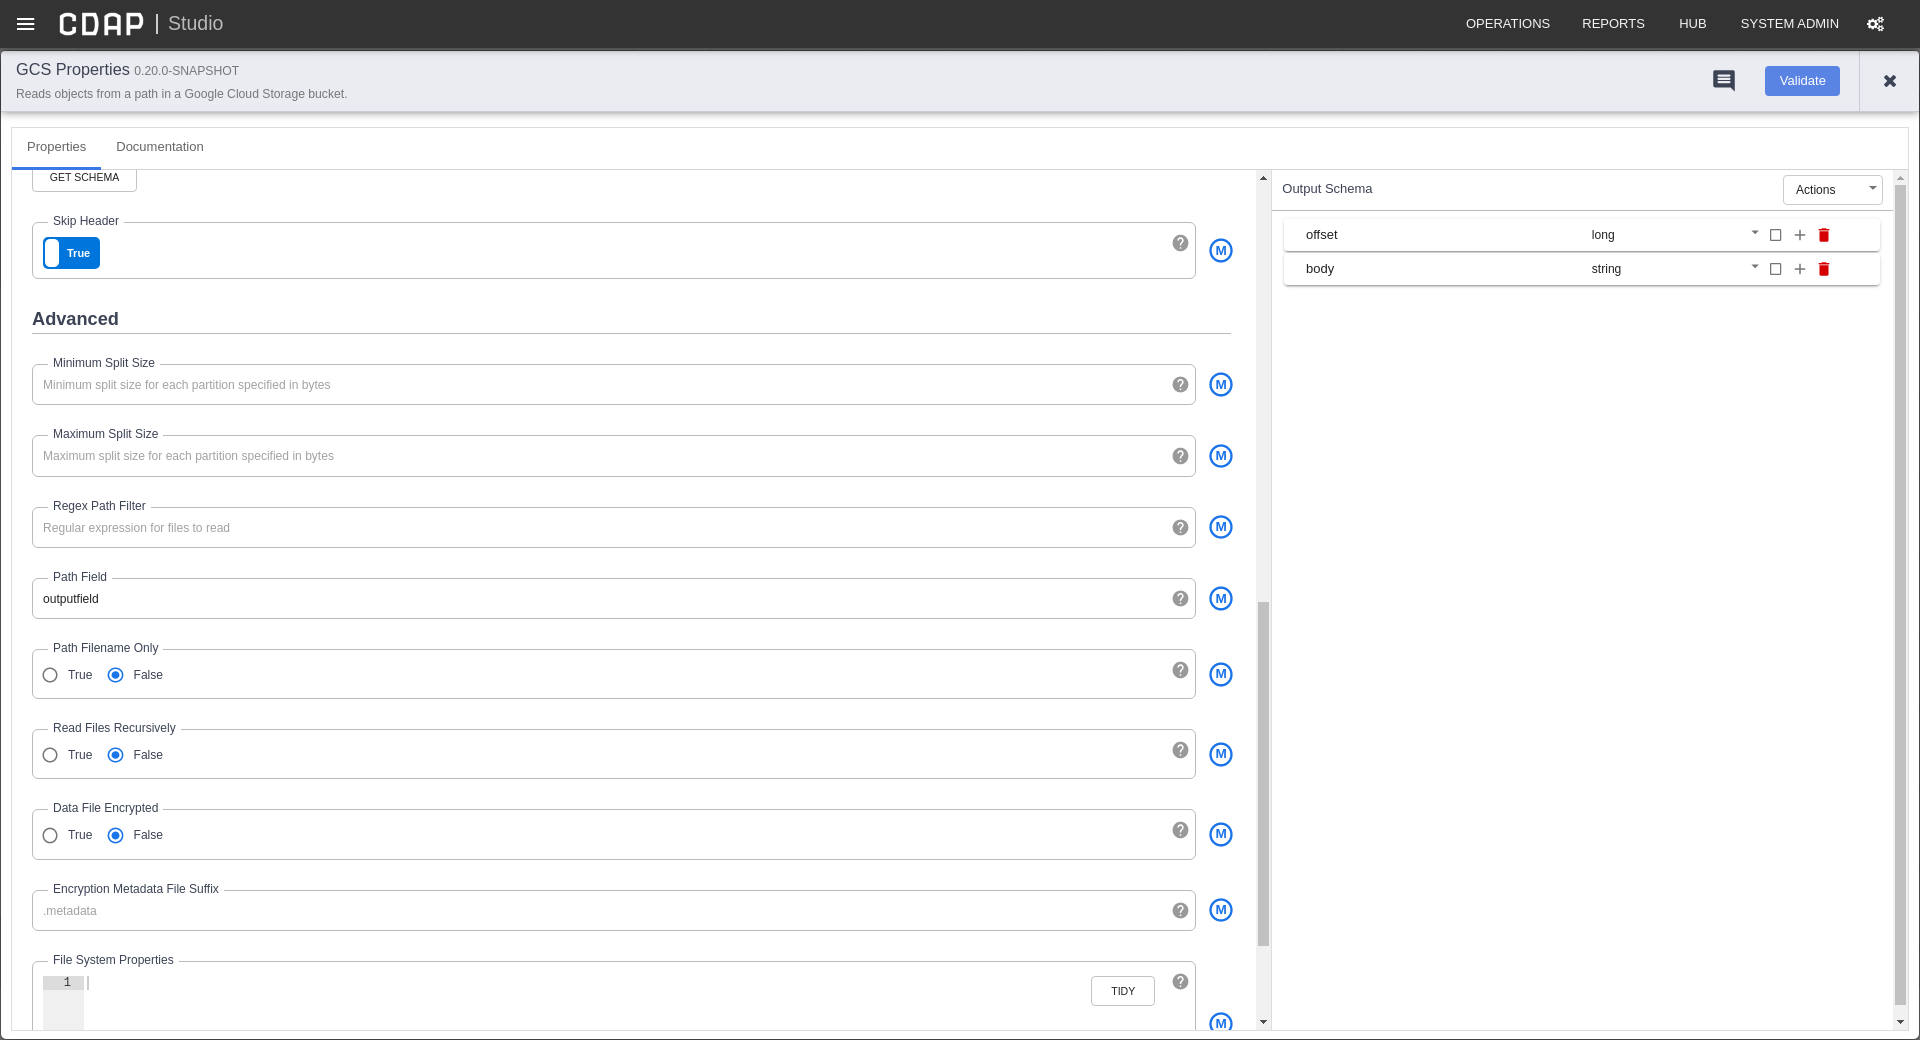 CDAP | Studio
OPERATIONS REPORTS HUB SYSTEM ADMIN
GCS Properties 0.20.0-SNAPSHOT
Reads objects from a path in a Google Cloud Storage bucket.
Validate
Properties Documentation
GET SCHEMA
Skip Header
True
M
Advanced
Minimum Split Size
Minimum split size for each partition specified in bytes
M
Maximum Split Size
Maximum split size for each partition specified in bytes
M
Regex Path Filter
Regular expression for files to read
M
Path Field
outputfield
M
Path Filename Only
True False
M
Read Files Recursively
True False
M
Data File Encrypted
True False
M
Encryption Metadata File Suffix
.metadata
M
File System Properties
1
TIDY
M
Output Schema
Actions
offset long
body string